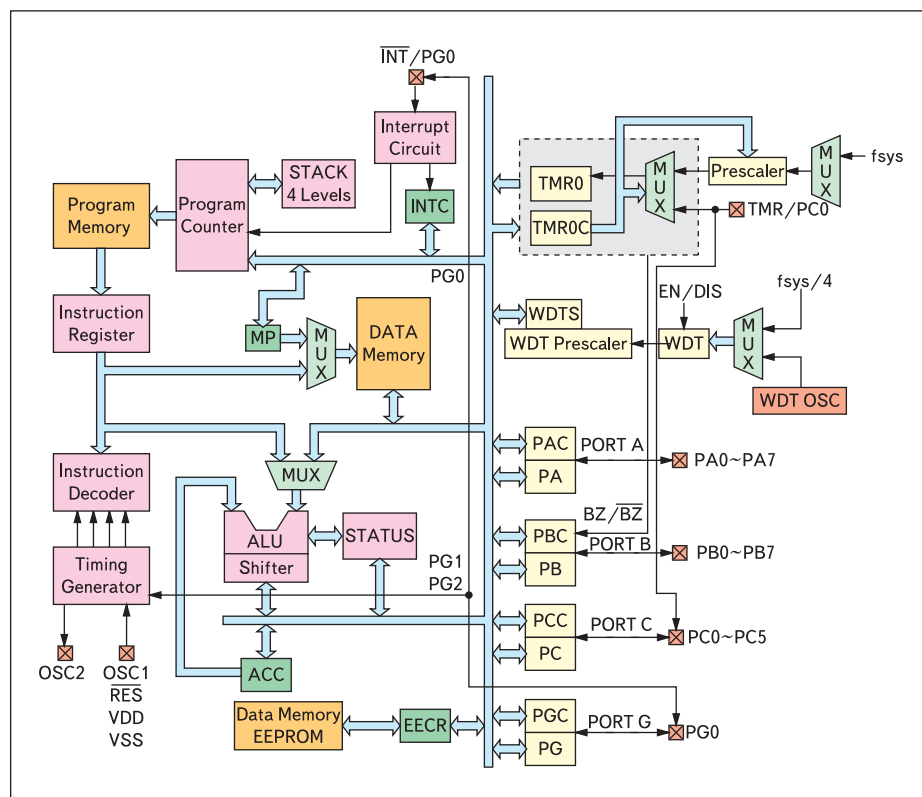 INT/PG0
Interrupt
Circuit
STACK
4 Levels
Program
Counter
INTC
Program
Memory
PG0
Instruction
Register
MP
MUX
DATA
Memory
TMR0
TMR0C
MUX
Prescaler
MUX
fsys
TMR/PC0
EN/DIS
fsys/4
WDTS
WDT Prescaler
WDT
MUX
WDT OSC
Instruction
Decoder
MUX
ALU
Shifter
STATUS
Timing
Generator
PG1
PG2
OSC2
OSC1
RES
VDD
VSS
ACC
Data Memory
EEPROM
EECR
PAC
PA
PORT A
PA0~PA7
BZ/BZ
PBC
PB
PORT B
PB0~PB7
PCC
PC
PORT C
PC0~PC5
PGC
PG
PORT G
PG0